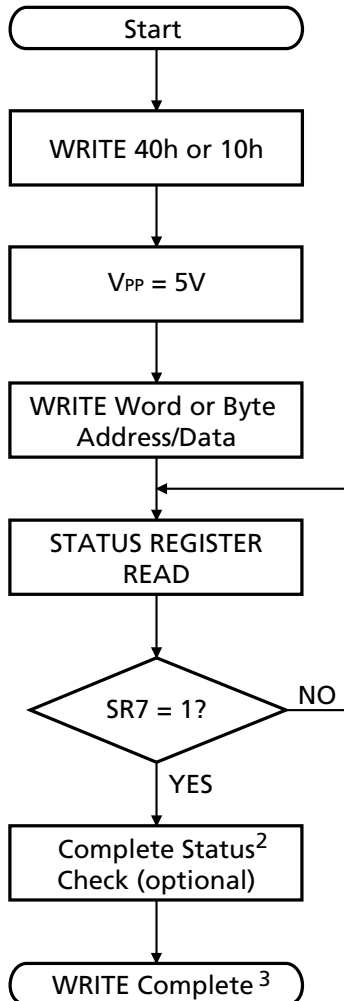 Start
WRITE 40h or 10h
VPP = 5V
WRITE Word or Byte
Address/Data
STATUS REGISTER
READ
SR7 = 1?
NO
YES
Complete Status2
Check (optional)
WRITE Complete 3